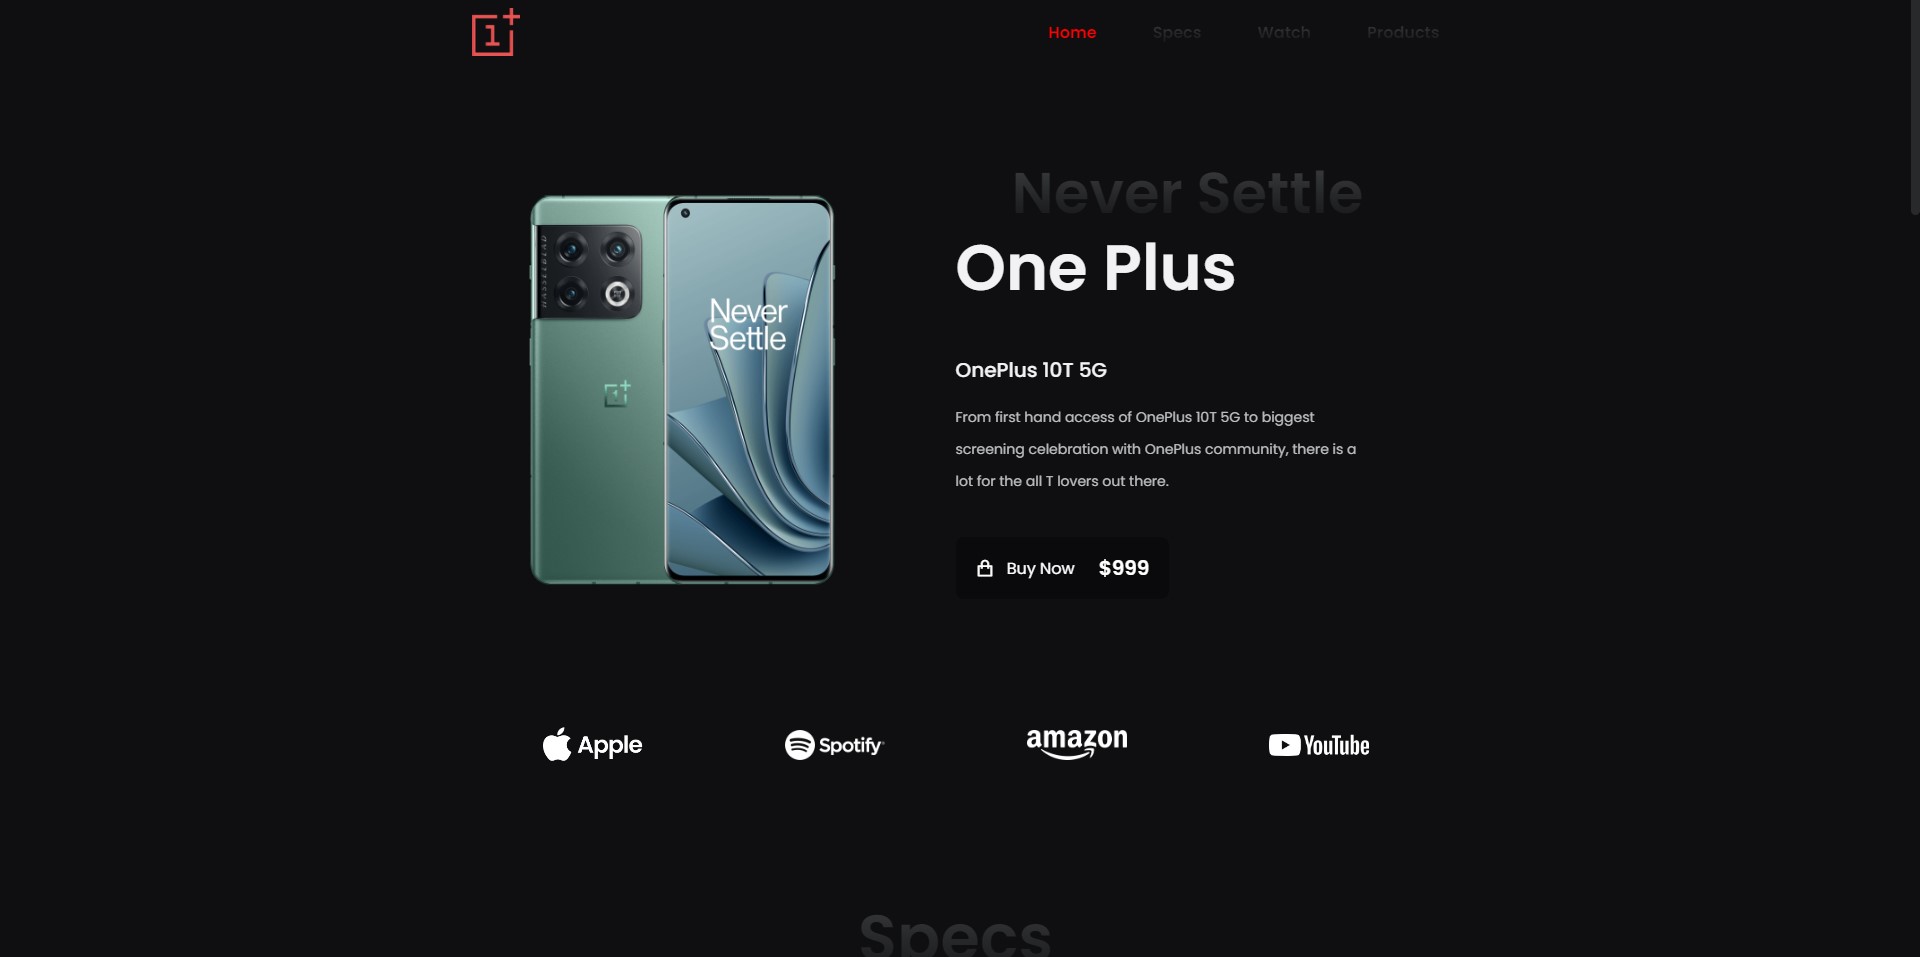 Home Specs Watch Products
Never Settle
One Plus
HASSELBLAD
Never
Settle
OnePlus 10T 5G
From first hand access of OnePlus 10T 5G to biggest
screening celebration with OnePlus community, there is a
lot for the all T lovers out there.
Buy Now $999
Apple Spotify amazon YouTube
Specs